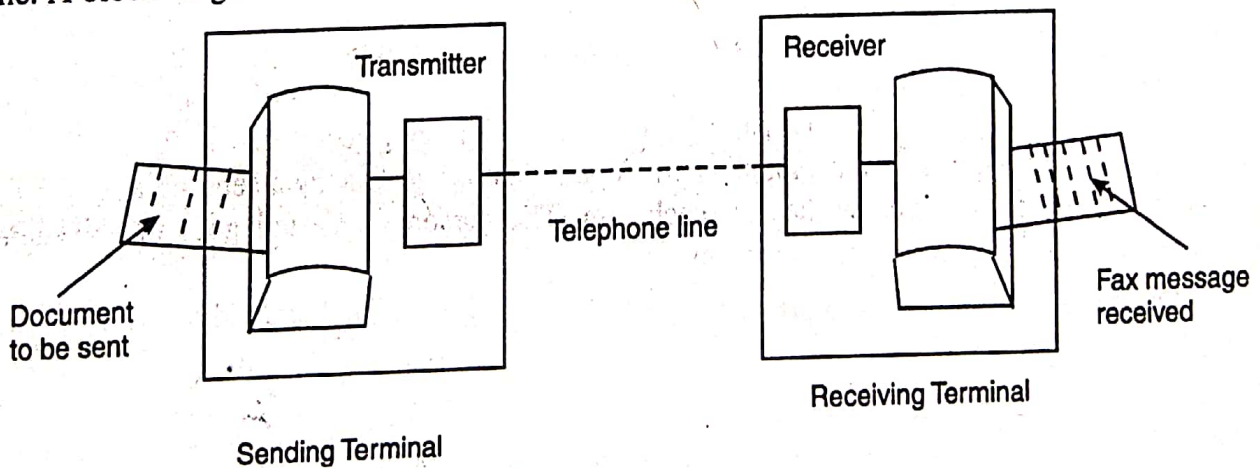 Transmitter
Receiver
Telephone line
Document
to be sent
Fax message
received
Sending Terminal
Receiving Terminal